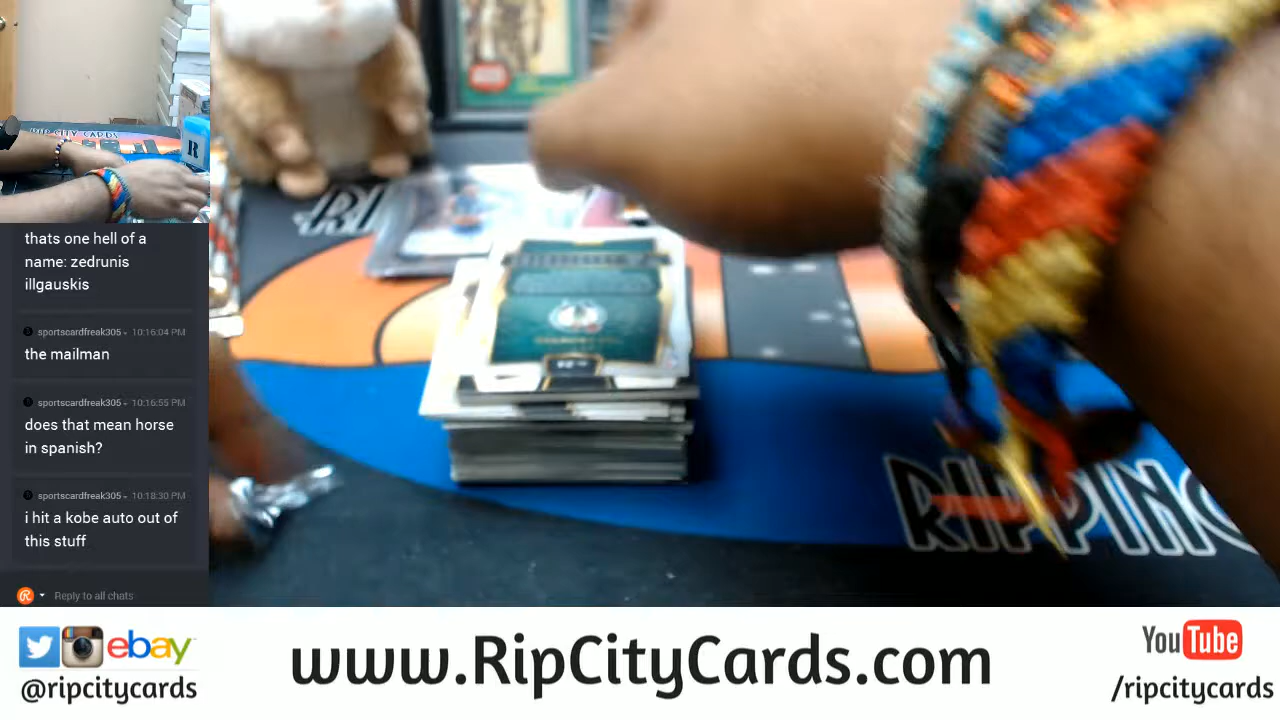 RIP CITY CARDS
R
thats one hell of a
name: zedrunis
illgauskis
sportscardfreak305 10:16:04 PM
the mailman
sportscardfreak305 10:16:55 PM
does that mean horse
in spanish?
sportscardfreak305 10:18:30 PM
i hit a kobe auto out of
this stuff
Reply to all chats
RI
RIPPING
ebay
@ripcitycards
www.RipCityCards.com
YouTube
/ripcitycards